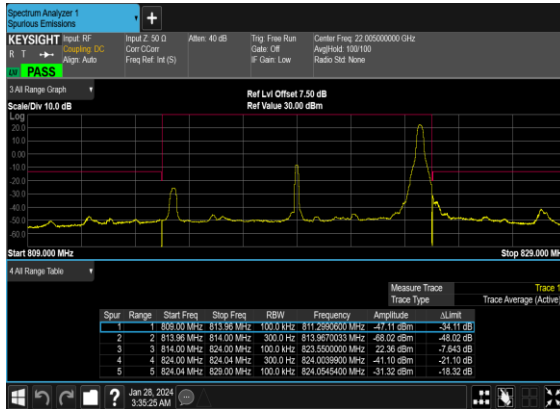 Spectrum Analyzer 1
Spurious Emissions
KEYSIGHT Input: RF Input Z: 50 Ω Atten: 40 dB Trig: Free Run Center Freq: 22.005000000 GHz
R T Coupling: DC Corr CCorr Gate: Off Avg|Hold: 100/100
Align: Auto Freq Ref: Int (S) IF Gain: Low Radio Std: None
LV PASS
3 All Range Graph
Ref Lvl Offset 7.50 dB
Scale/Div 10.0 dB Ref Value 30.00 dBm
Log
20.0
10.0
0.00
-10.0
-20.0
-30.0
-40.0
-50.0
-60.0
Start 809.000 MHz Stop 829.000 MH
4 All Range Table
Measure Trace Trace 1
Trace Type Trace Average (Active)
Spur Range Start Freq Stop Freq RBW Frequency Amplitude ΔLimit
1 1 809.00 MHz 813.96 MHz 100.0 kHz 811.2990600 MHz -47.11 dBm -34.11 dB
2 2 813.96 MHz 814.00 MHz 300.0 Hz 813.9670033 MHz -68.02 dBm -48.02 dB
3 3 814.00 MHz 824.00 MHz 100.0 kHz 823.5500000 MHz 22.36 dBm -7.643 dB
4 4 824.00 MHz 824.04 MHz 300.0 Hz 824.0039900 MHz -41.10 dBm -21.10 dB
5 5 824.04 MHz 829.00 MHz 100.0 kHz 824.0545400 MHz -31.32 dBm -18.32 dB
? Jan 28, 2024
3:35:25 AM